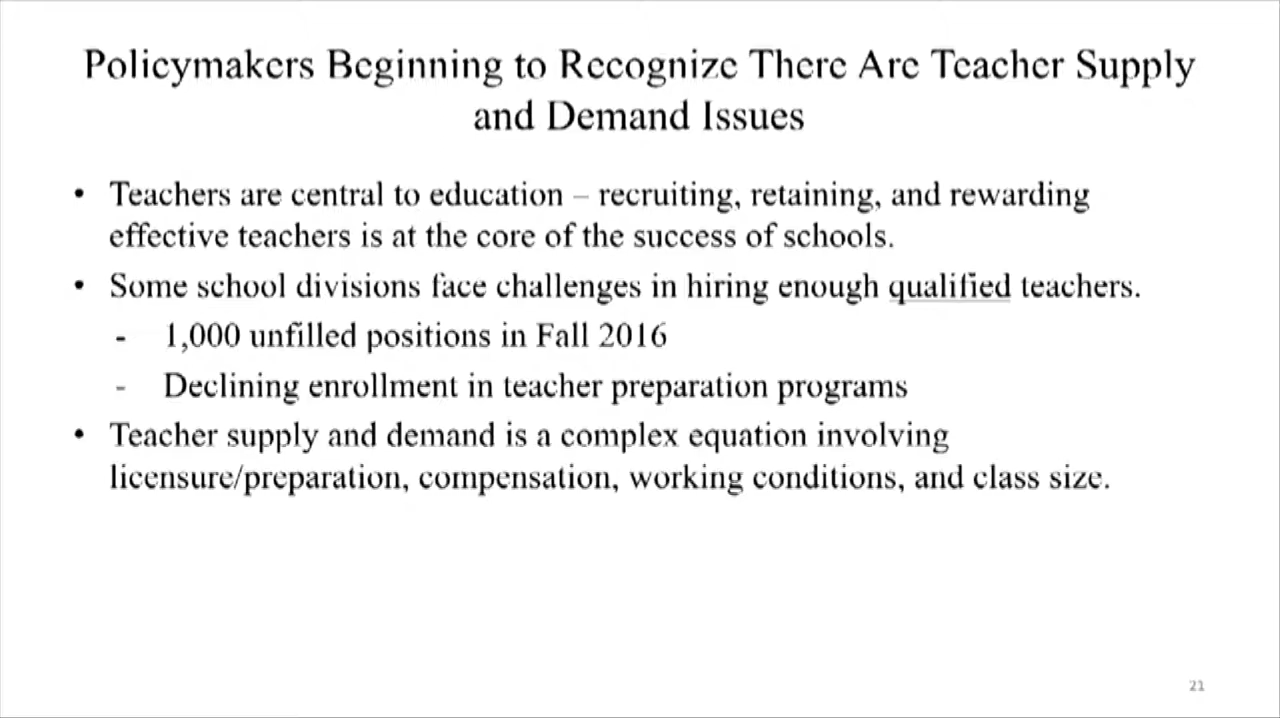 Policymakers Beginning to Recognize There Are Teacher Supply
and Demand Issues
• Teachers are central to education – recruiting, retaining, and rewarding
effective teachers is at the core of the success of schools.
• Some school divisions face challenges in hiring enough qualified teachers.
- 1,000 unfilled positions in Fall 2016
- Declining enrollment in teacher preparation programs
• Teacher supply and demand is a complex equation involving
licensure/preparation, compensation, working conditions, and class size.
21